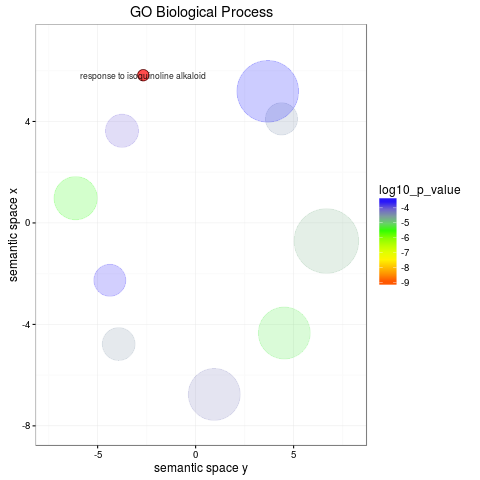 GO Biological Process
response to isoquinoline alkaloid
4
0
-4
-8
semantic space x
-5
0
5
semantic space y
log10_p_value
-4
-5
-6
-7
-8
-9